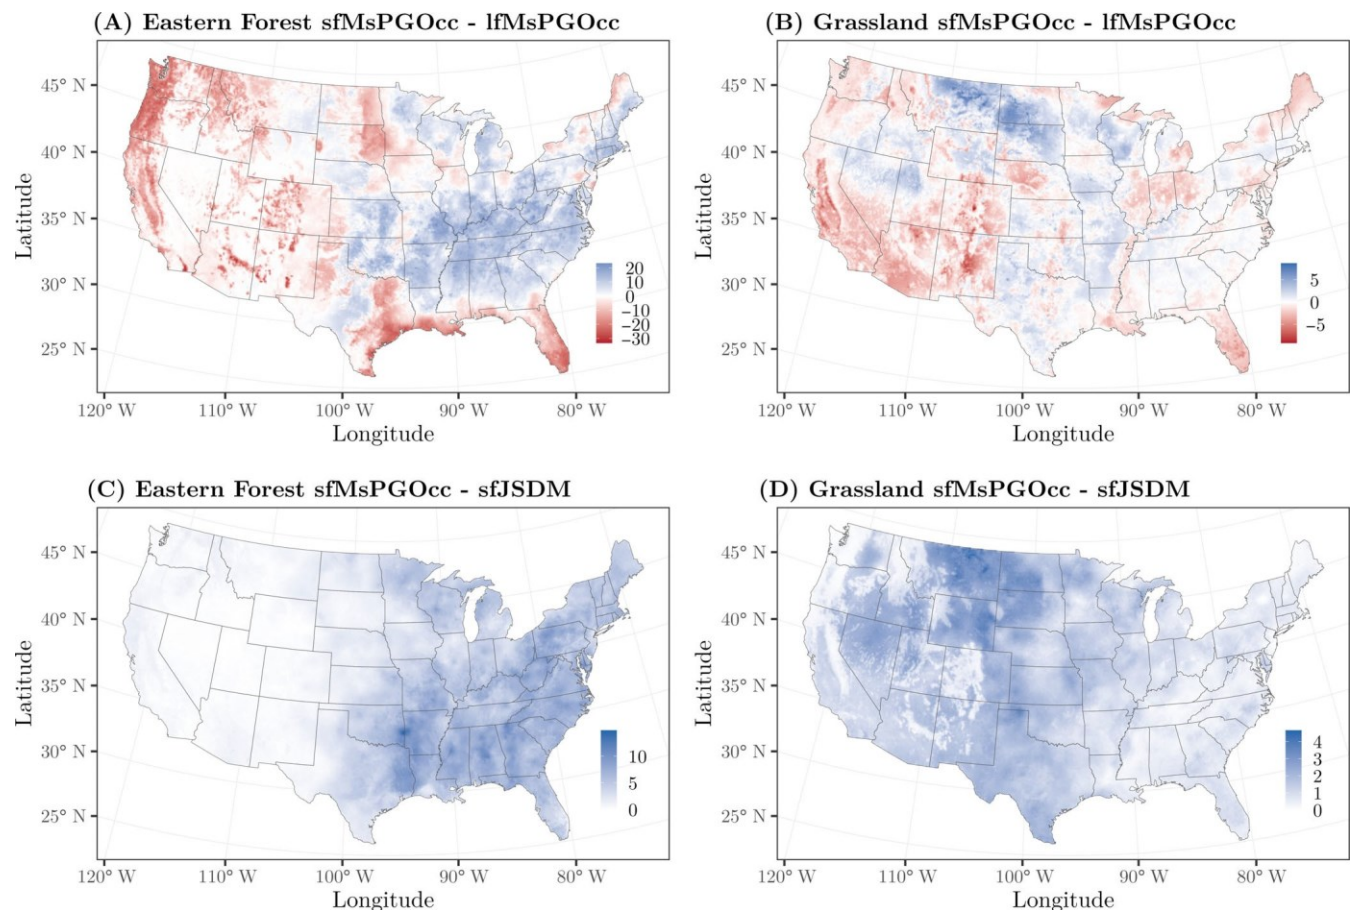 (A) Eastern Forest sfMsPGOcc - lfMsPGOcc
(B) Grassland sfMsPGOcc - lfMsPGOcc
45° N
40° N
35° N
30° N
25° N
Latitude
20
10
0
−10
−20
−30
120° W 110° W 100° W 90° W 80° W
Longitude
45° N
40° N
35° N
30° N
25° N
Latitude
5
0
−5
120° W 110° W 100° W 90° W 80° W
Longitude
(C) Eastern Forest sfMsPGOcc - sfJSDM
(D) Grassland sfMsPGOcc - sfJSDM
45° N
40° N
35° N
30° N
25° N
Latitude
10
5
0
120° W 110° W 100° W 90° W 80° W
Longitude
45° N
40° N
35° N
30° N
25° N
Latitude
4
3
2
1
0
120° W 110° W 100° W 90° W 80° W
Longitude